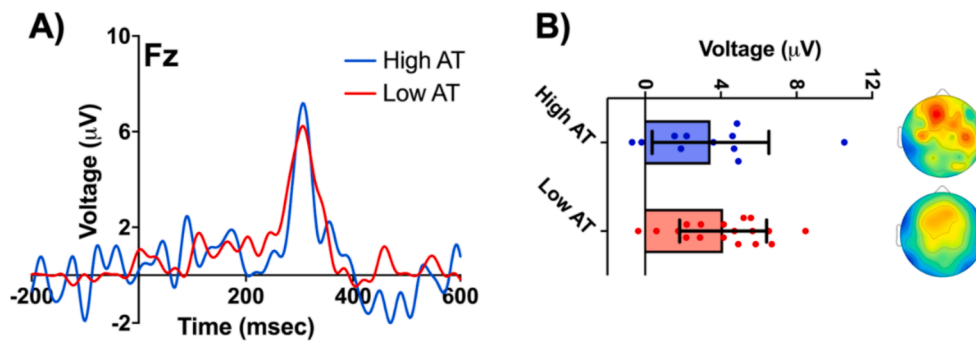 A)
Fz
High AT
Low AT
10
6
2
-2
Voltage (µV)
-200
0
200
400
600
Time (msec)
B)
Voltage (µV)
0
4
8
12
High AT
Low AT